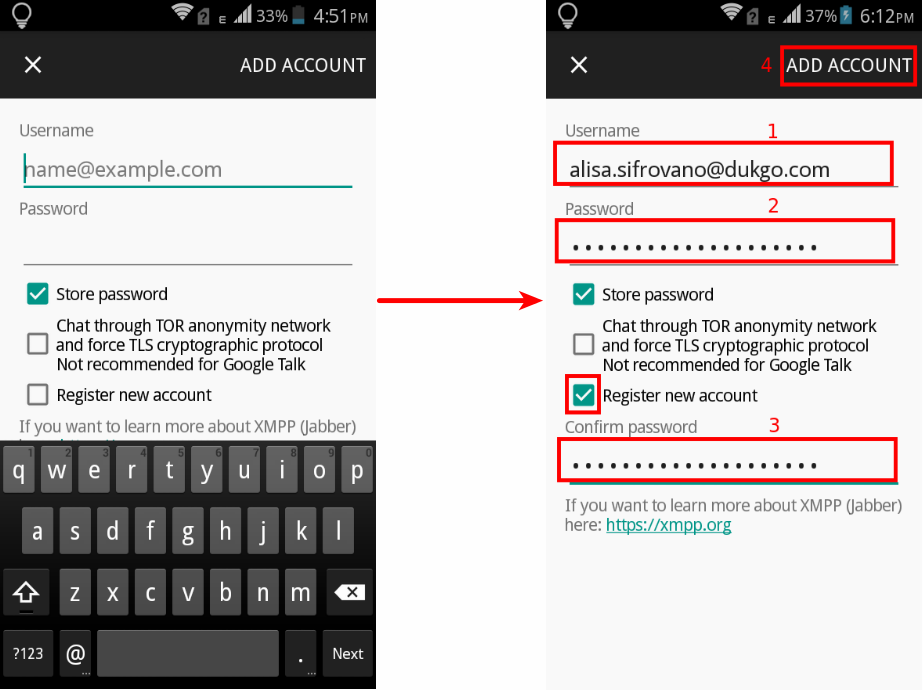 E 33% 4:51PM
ADD ACCOUNT
Username
name@example.com
Password
Store password
Chat through TOR anonymity network
and force TLS cryptographic protocol
Not recommended for Google Talk
Register new account
If you want to learn more about XMPP (Jabber)
1 2 3 4 5 6 7 8 9 0
q w e r t y u i o p
a s d f g h j k l
z x c v b n m
?123 @ ... . ... Next
E 37% 6:12PM
4 ADD ACCOUNT
Username 1
alisa.sifrovano@dukgo.com
Password 2
••••••••••••••••••••
Store password
Chat through TOR anonymity network
and force TLS cryptographic protocol
Not recommended for Google Talk
Register new account
Confirm password 3
••••••••••••••••••••
If you want to learn more about XMPP (Jabber)
here: https://xmpp.org